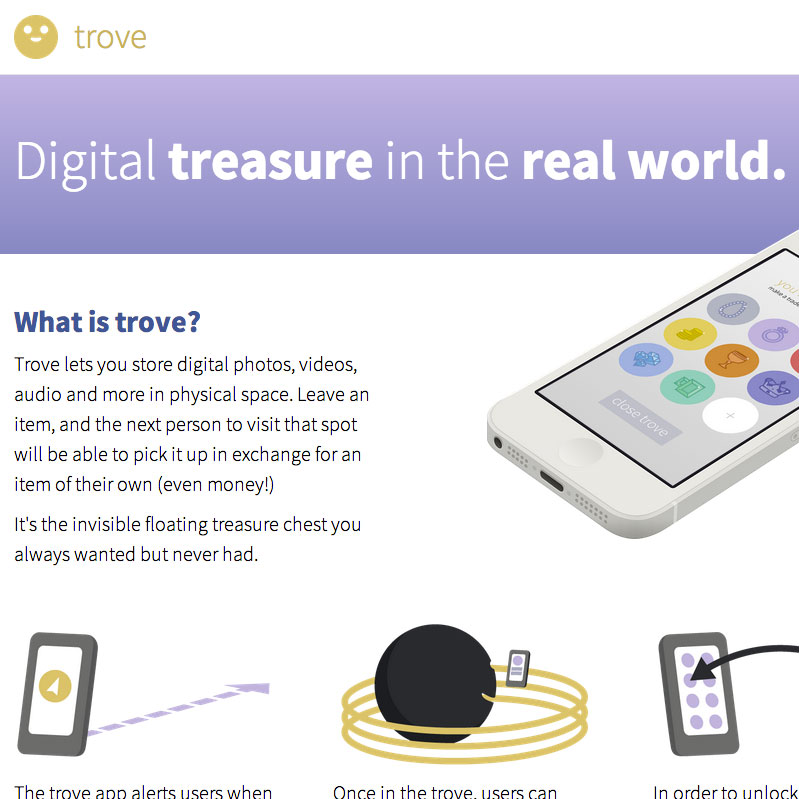 trove
Digital treasure in the real world.
What is trove?
Trove lets you store digital photos, videos,
audio and more in physical space. Leave an
item, and the next person to visit that spot
will be able to pick it up in exchange for an
item of their own (even money!)
It's the invisible floating treasure chest you
always wanted but never had.
you
make a trade
close trove
The trove app alerts users when
Once in the trove, users can
In order to unlock